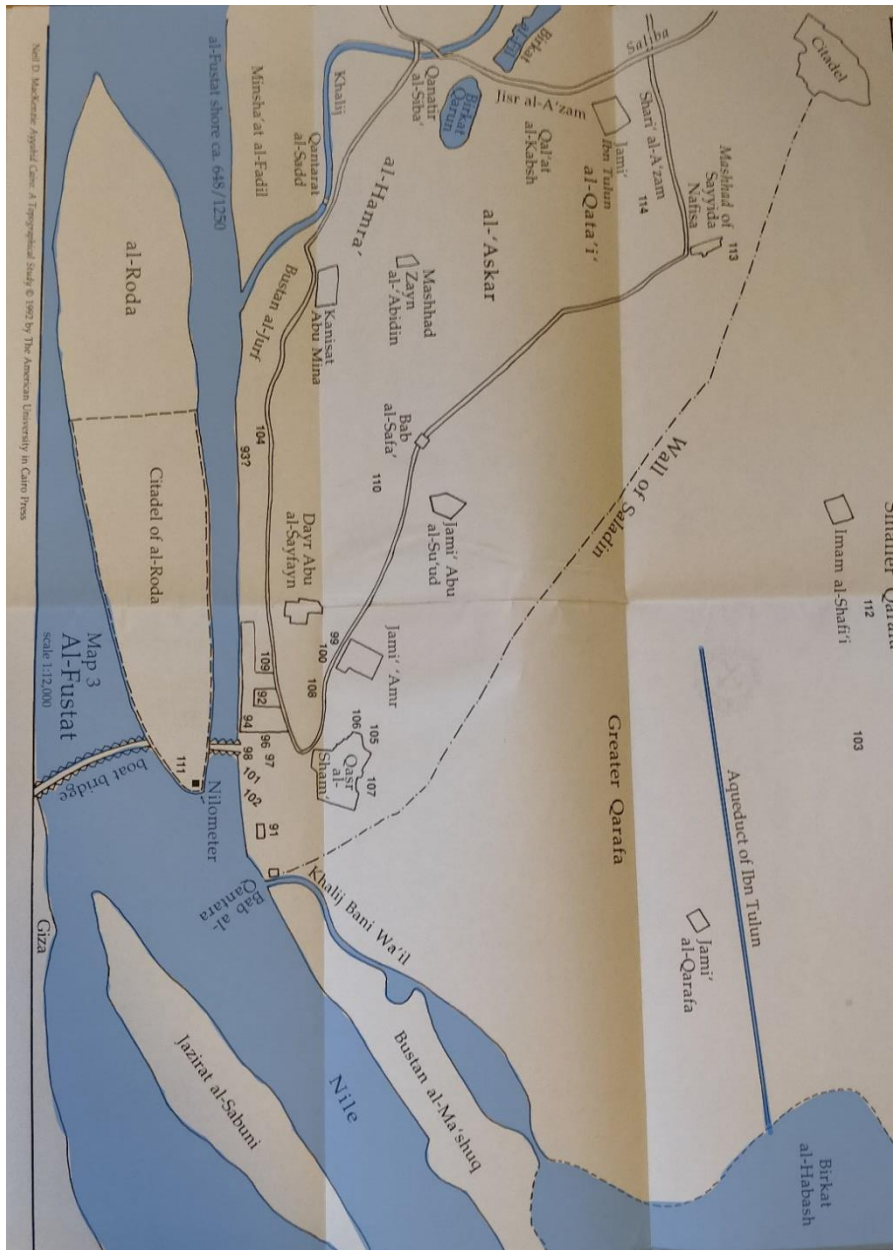 Citadel
Smaller Qarafa
Imam al-Shafi'i
112
103
Birkat
al-Habash
Aqueduct of Ibn Tulun
Jami'
al-Qarafa
Mashhad of
Sayyida
Nafisa
113
Saliba
Shari' al-A'zam
114
Wall of Saladin
Greater Qarafa
Birkat
al-Fil
Jisr al-A'zam
Jami'
Ibn Tulun
al-Qata'i'
Qal'at
al-Kabsh
al-'Askar
Birkat
Qarun
Qanatir
al-Siba'
al-Hamra'
Mashhad
Zayn
al-'Abidin
Bab
al-Safa'
110
Jami' Abu
al-Su'ud
Khalij
Qantarat
al-Sadd
Kanisat
Abu Mina
Bustan al-Jurf
Minsha'at al-Fadil
104
93?
Dayr Abu
al-Sayfayn
99
100
108
Jami' 'Amr
109
92
94
96
97
98
101
102
91
105
106
107
Qasr
al-
Sham'
Khalij Bani Wa'il
Bustan al-Ma'shuq
Bab al-
Qantara
al-Fustat shore ca. 648/1250
al-Roda
Citadel of al-Roda
111
Nilometer
boat bridge
Nile
Jazirat al-Sabuni
Giza
Map 3
Al-Fustat
scale 1:12,000
Neil D. MacKenzie Ayyubid Cairo: A Topographical Study © 1992 by The American University in Cairo Press